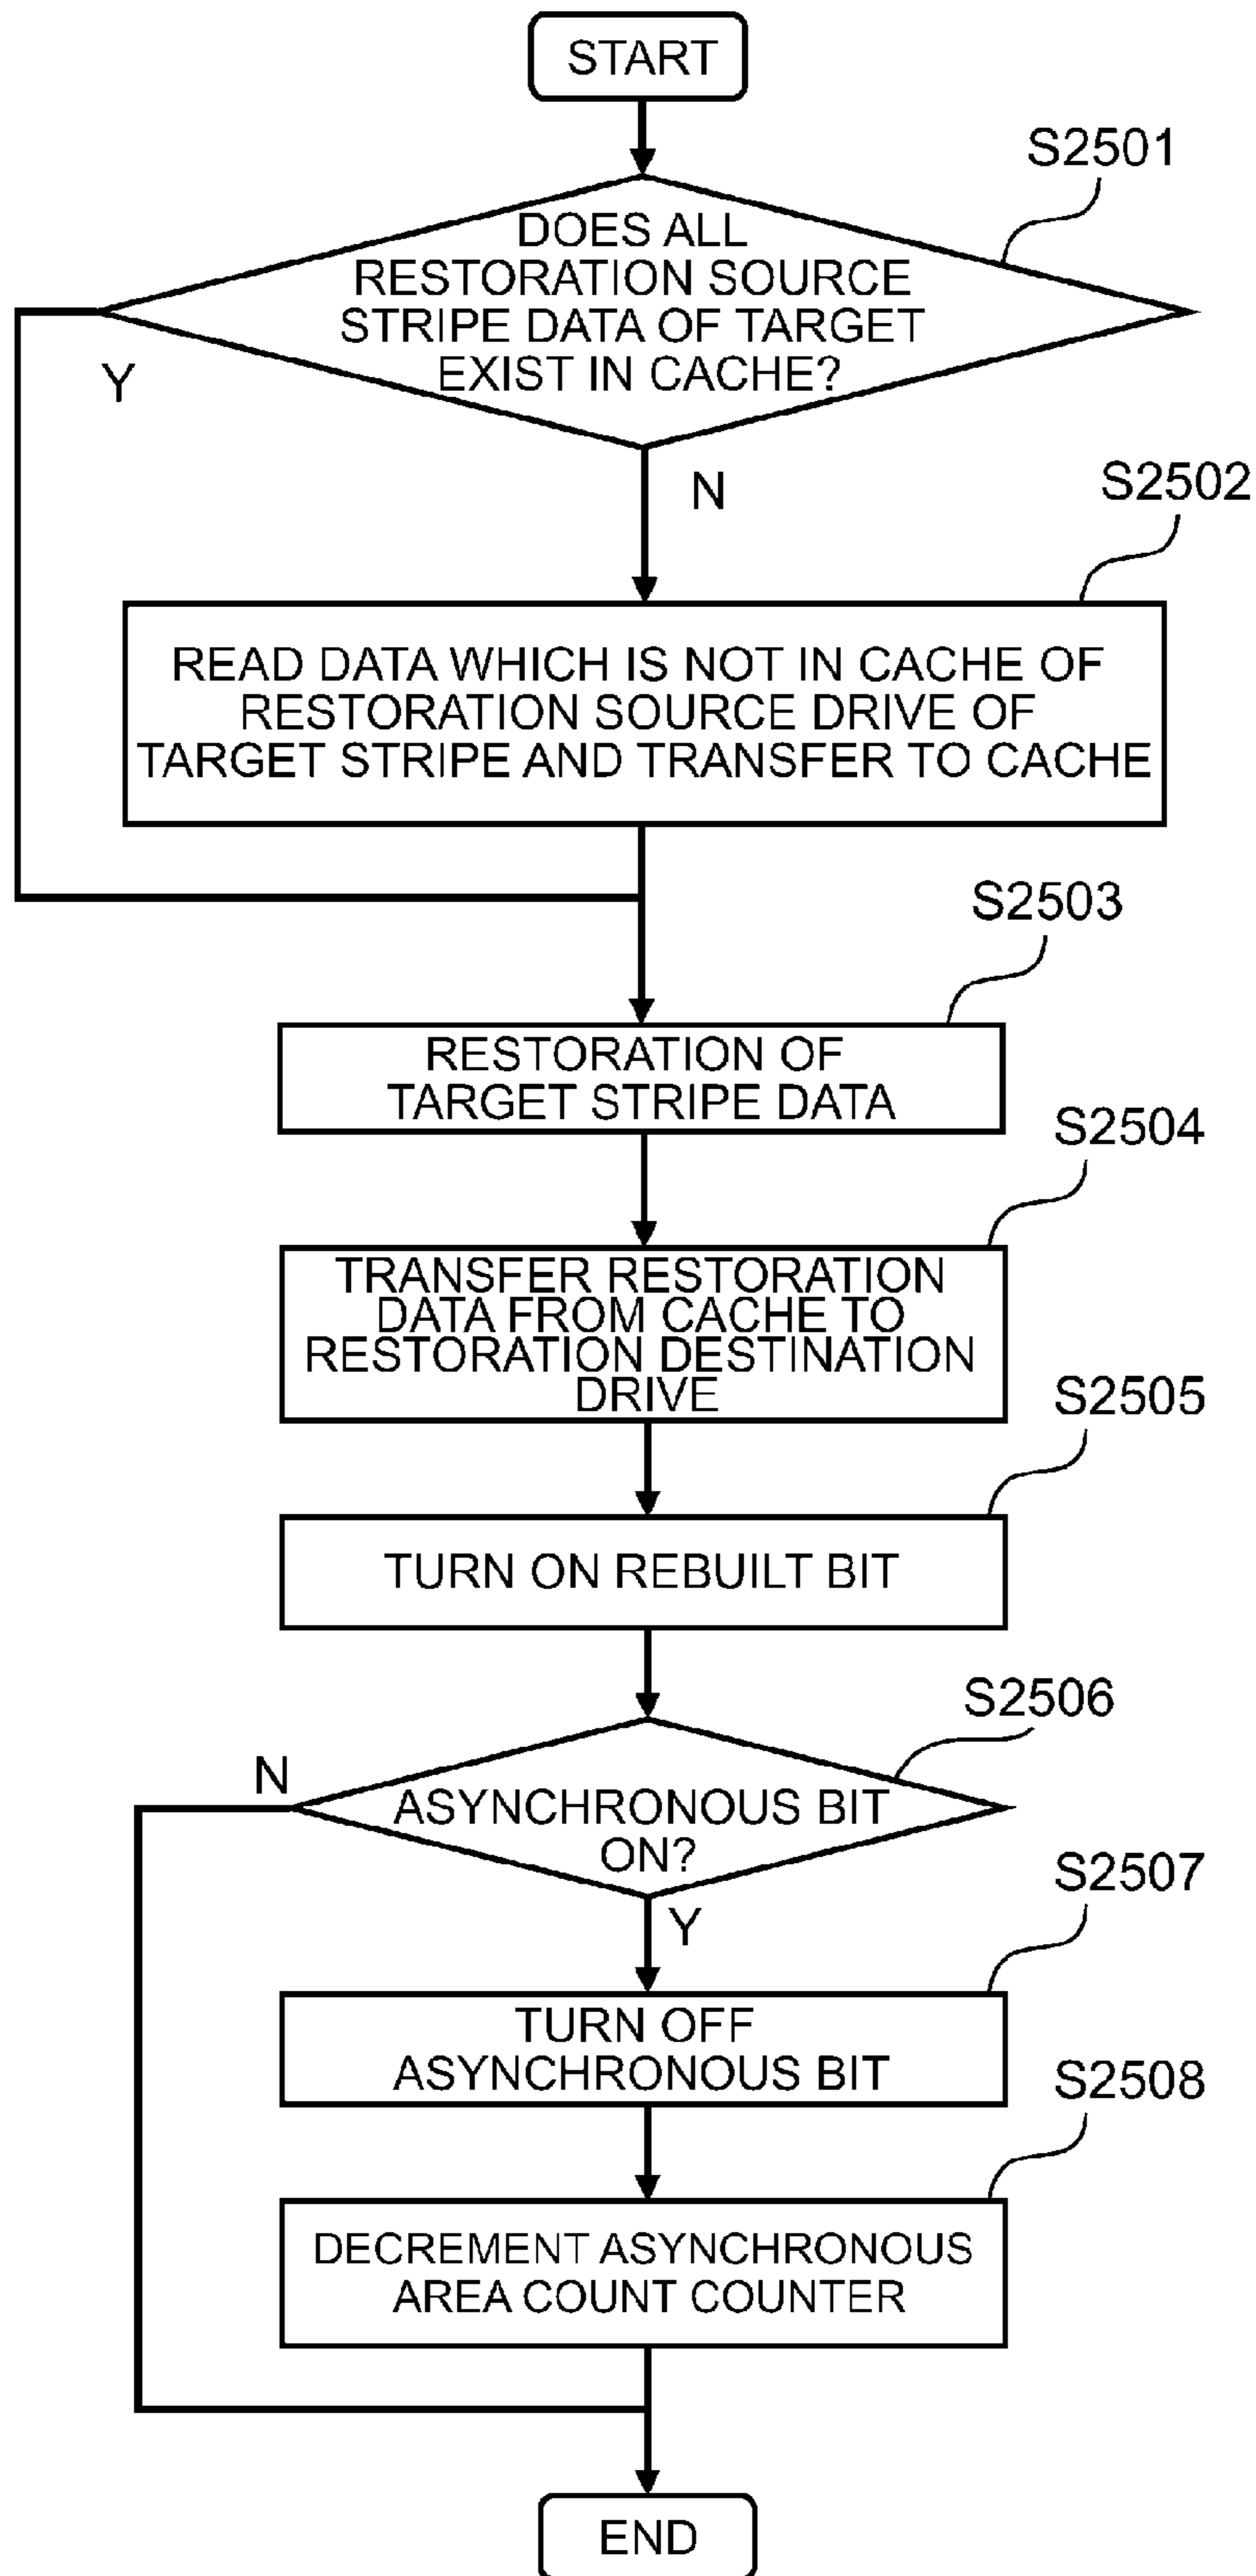 START
S2501
DOES ALL
RESTORATION SOURCE
STRIPE DATA OF TARGET
EXIST IN CACHE?
Y
N
S2502
READ DATA WHICH IS NOT IN CACHE OF
RESTORATION SOURCE DRIVE OF
TARGET STRIPE AND TRANSFER TO CACHE
S2503
RESTORATION OF
TARGET STRIPE DATA
S2504
TRANSFER RESTORATION
DATA FROM CACHE TO
RESTORATION DESTINATION
DRIVE
S2505
TURN ON REBUILT BIT
S2506
N
ASYNCHRONOUS BIT
ON?
S2507
Y
TURN OFF
ASYNCHRONOUS BIT
S2508
DECREMENT ASYNCHRONOUS
AREA COUNT COUNTER
END